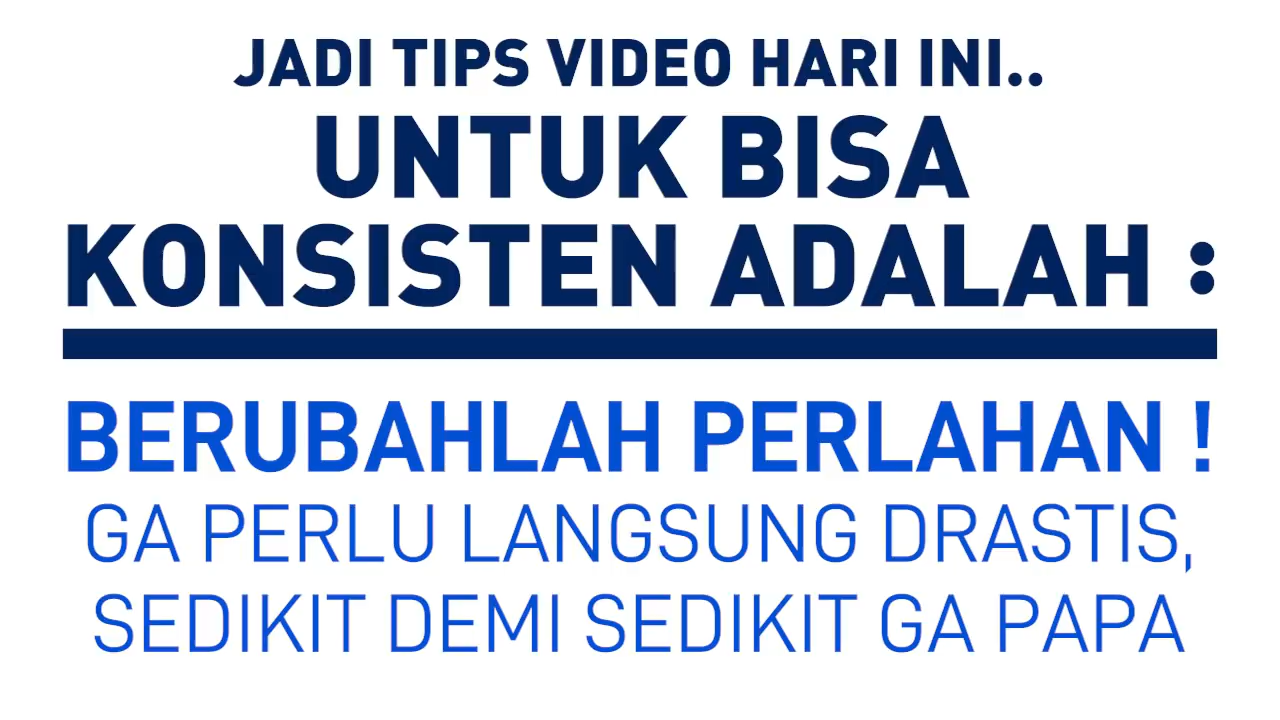 JADI TIPS VIDEO HARI INI..
UNTUK BISA
KONSISTEN ADALAH :
BERUBAHLAH PERLAHAN !
GA PERLU LANGSUNG DRASTIS,
SEDIKIT DEMI SEDIKIT GA PAPA